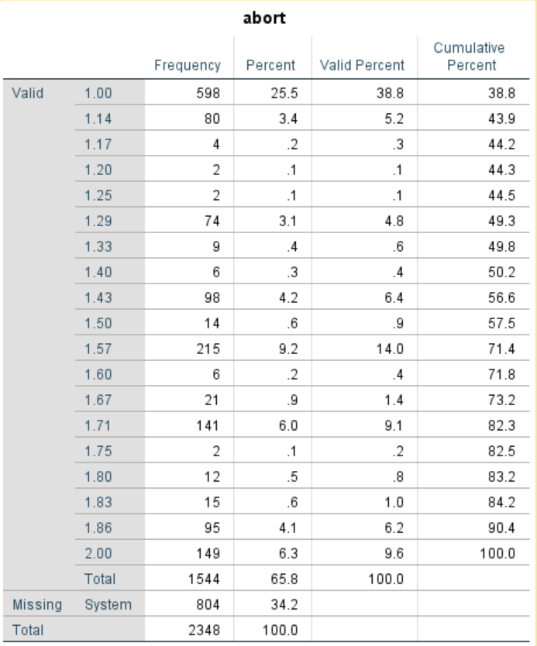 abort
Frequency Percent Valid Percent Cumulative Percent
Valid 1.00 598 25.5 38.8 38.8
1.14 80 3.4 5.2 43.9
1.17 4 .2 .3 44.2
1.20 2 .1 .1 44.3
1.25 2 .1 .1 44.5
1.29 74 3.1 4.8 49.3
1.33 9 .4 .6 49.8
1.40 6 .3 .4 50.2
1.43 98 4.2 6.4 56.6
1.50 14 .6 .9 57.5
1.57 215 9.2 14.0 71.4
1.60 6 .2 .4 71.8
1.67 21 .9 1.4 73.2
1.71 141 6.0 9.1 82.3
1.75 2 .1 .2 82.5
1.80 12 .5 .8 83.2
1.83 15 .6 1.0 84.2
1.86 95 4.1 6.2 90.4
2.00 149 6.3 9.6 100.0
Total 1544 65.8 100.0
Missing System 804 34.2
Total 2348 100.0